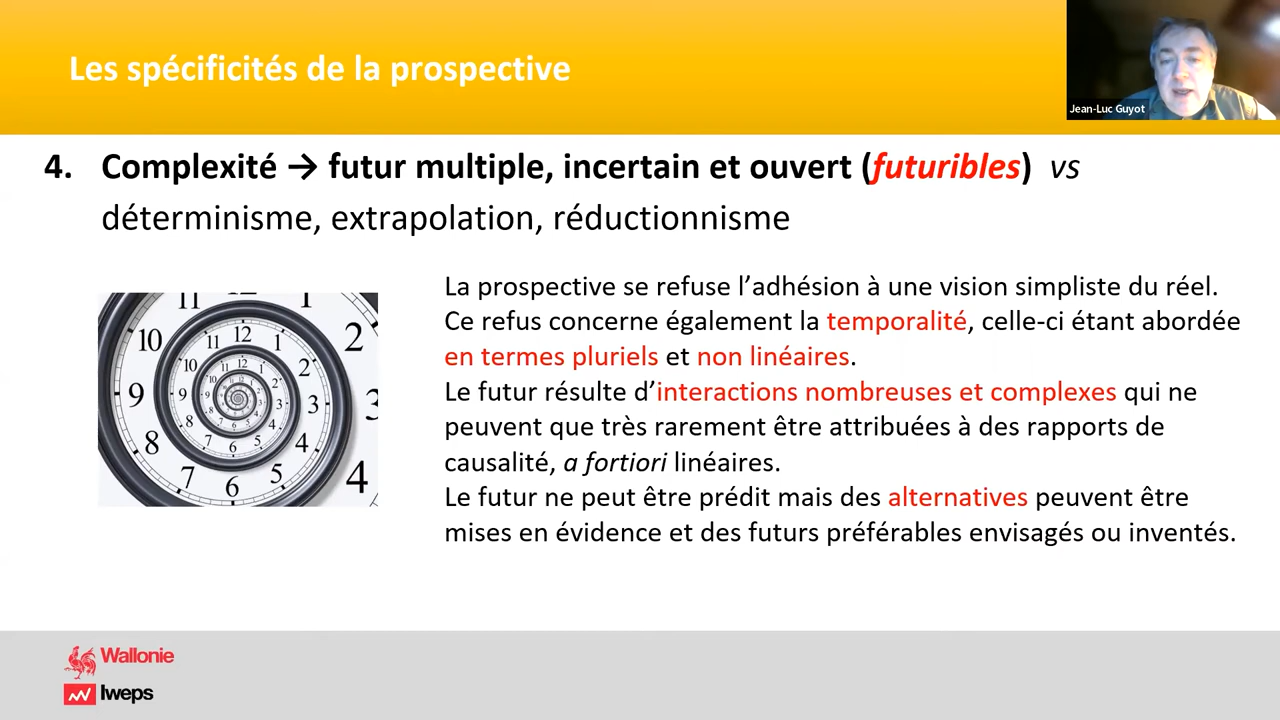 Les spécificités de la prospective
Jean-Luc Guyot
4. Complexité → futur multiple, incertain et ouvert (futuribles) vs
déterminisme, extrapolation, réductionnisme
La prospective se refuse l’adhésion à une vision simpliste du réel.
Ce refus concerne également la temporalité, celle-ci étant abordée
en termes pluriels et non linéaires.
Le futur résulte d’interactions nombreuses et complexes qui ne
peuvent que très rarement être attribuées à des rapports de
causalité, a fortiori linéaires.
Le futur ne peut être prédit mais des alternatives peuvent être
mises en évidence et des futurs préférables envisagés ou inventés.
Wallonie
Iweps